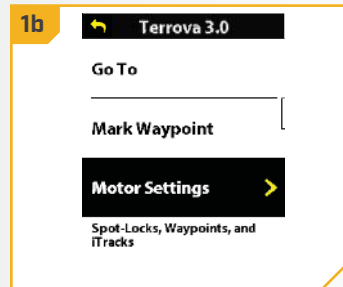 1b
Terrova 3.0
Go To
Mark Waypoint
Motor Settings
Spot-Locks, Waypoints, and
iTracks